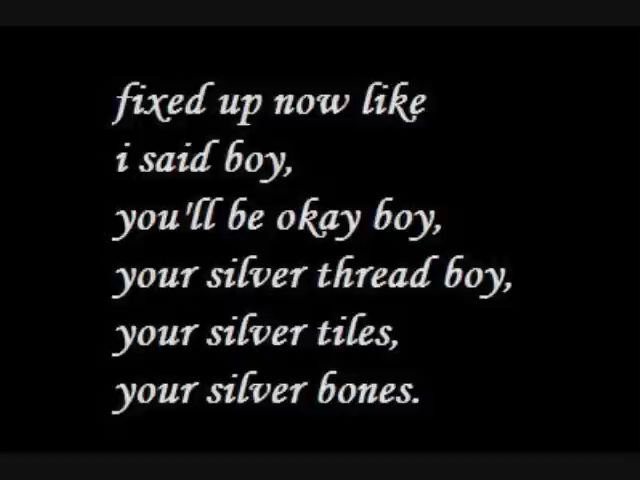 fixed up now like
i said boy,
you'll be okay boy,
your silver thread boy,
your silver tiles,
your silver bones.